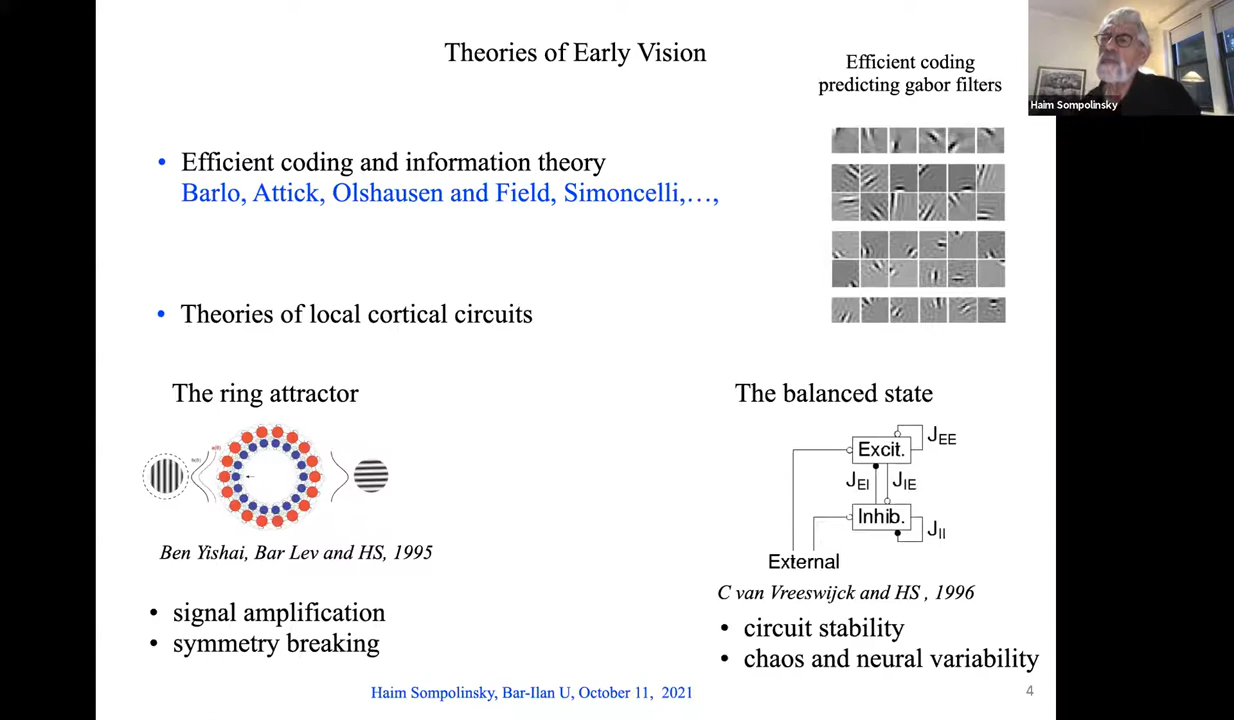 Theories of Early Vision
Efficient coding
predicting gabor filters
Haim Sompolinsky
• Efficient coding and information theory
Barlo, Attick, Olshausen and Field, Simoncelli,…,
• Theories of local cortical circuits
The ring attractor
Ben Yishai, Bar Lev and HS, 1995
• signal amplification
• symmetry breaking
The balanced state
Excit.
JEE
JEI
JIE
Inhib.
JII
External
C van Vreeswijck and HS , 1996
• circuit stability
• chaos and neural variability
Haim Sompolinsky, Bar-Ilan U, October 11, 2021
4